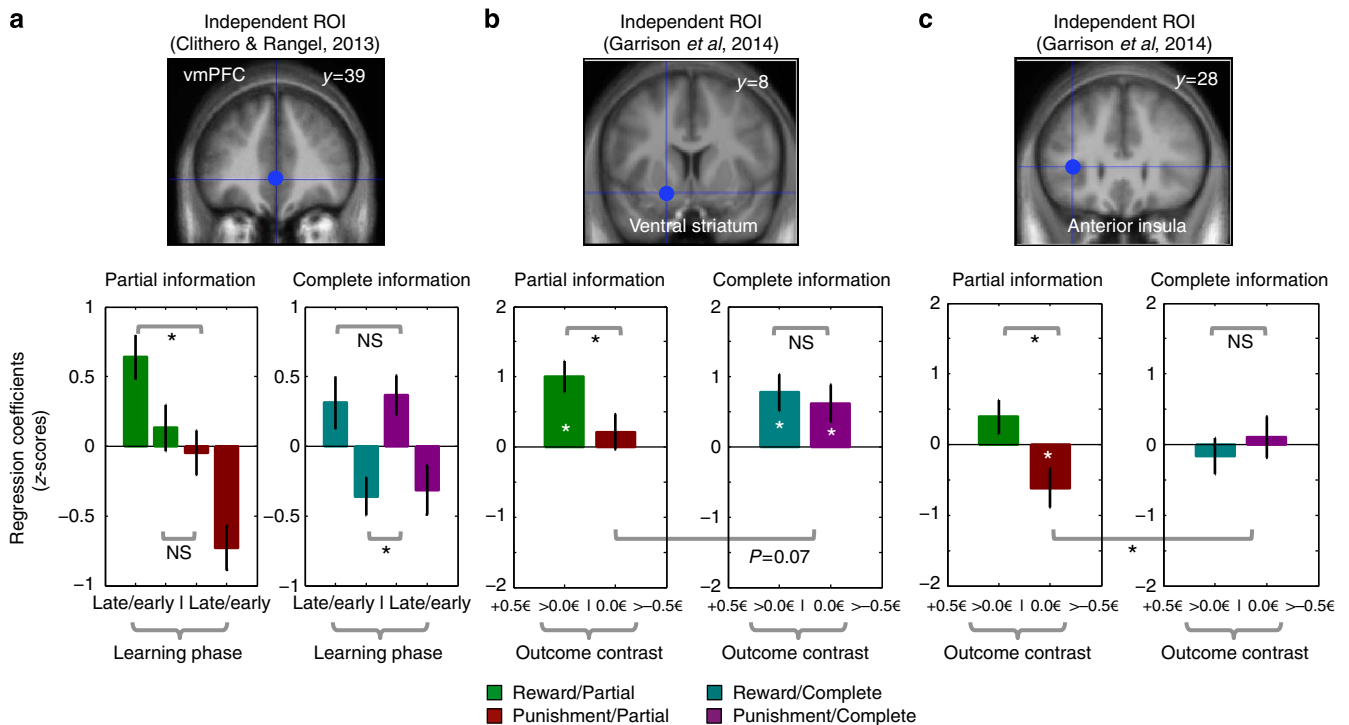 a
Independent ROI
(Clithero & Rangel, 2013)
vmPFC
y=39
Partial information
Complete information
Regression coefficients
(z-scores)
1
0.5
0
−0.5
−1
*
NS
Late/early I Late/early
Learning phase
1
0.5
0
−0.5
−1
NS
*
Late/early I Late/early
Learning phase
b
Independent ROI
(Garrison et al, 2014)
y=8
Ventral striatum
Partial information
Complete information
2
1
0
−1
−2
*
*
+0.5€ >0.0€ I 0.0€ >−0.5€
Outcome contrast
2
1
0
−1
−2
NS
*
*
P=0.07
+0.5€ >0.0€ I 0.0€ >−0.5€
Outcome contrast
c
Independent ROI
(Garrison et al, 2014)
y=28
Anterior insula
Partial information
Complete information
2
1
0
−1
−2
*
*
+0.5€ >0.0€ I 0.0€ >−0.5€
Outcome contrast
2
1
0
−1
−2
NS
*
+0.5€ >0.0€ I 0.0€ >−0.5€
Outcome contrast
Reward/Partial
Reward/Complete
Punishment/Partial
Punishment/Complete